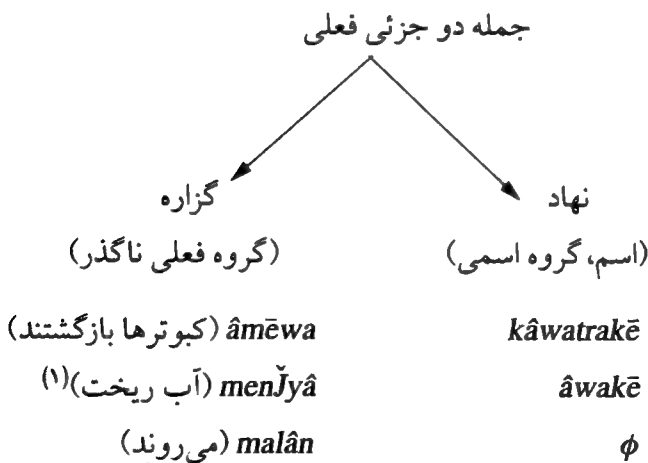 جمله دو جزئی فعلی
نهاد گزاره
(اسم، گروه اسمی) (گروه فعلی ناگذر)
kâwatrakē âmēwa (کبوترها بازگشتند)
âwakē menJ̌yâ (آب ریخت)(۱)
ϕ malân (می‌روند)